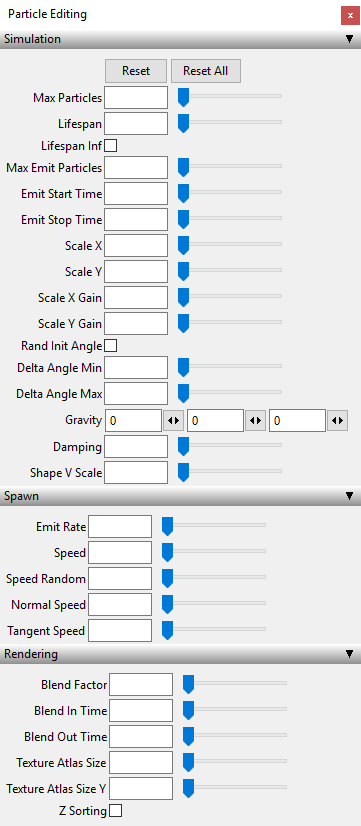 Particle Editing
Simulation
Reset Reset All
Max Particles
Lifespan
Lifespan Inf
Max Emit Particles
Emit Start Time
Emit Stop Time
Scale X
Scale Y
Scale X Gain
Scale Y Gain
Rand Init Angle
Delta Angle Min
Delta Angle Max
Gravity 0 0 0
Damping
Shape V Scale
Spawn
Emit Rate
Speed
Speed Random
Normal Speed
Tangent Speed
Rendering
Blend Factor
Blend In Time
Blend Out Time
Texture Atlas Size
Texture Atlas Size Y
Z Sorting